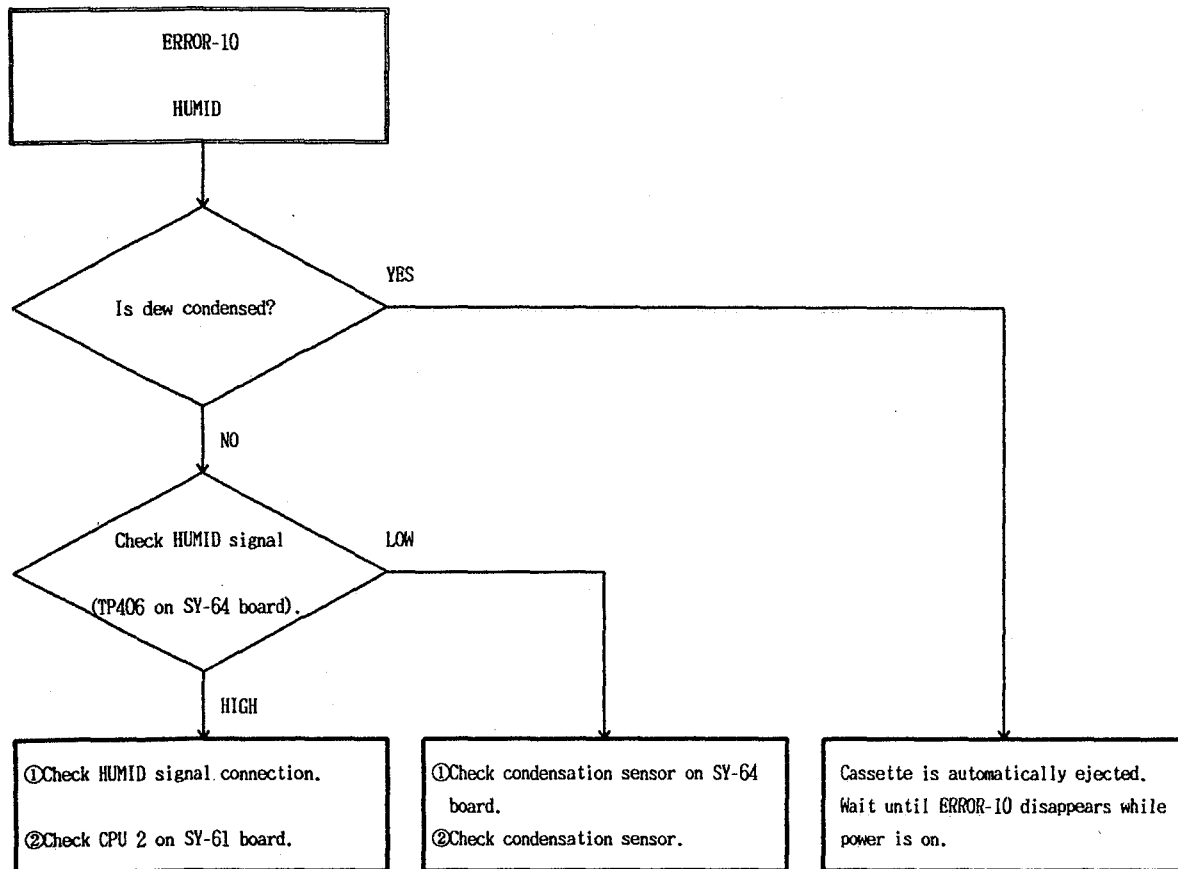 ERROR-10
HUMID
YES
Is dew condensed?
NO
Check HUMID signal
LOW
(TP406 on SY-64 board).
HIGH
①Check HUMID signal connection.
②Check CPU 2 on SY-61 board.
①Check condensation sensor on SY-64
board.
②Check condensation sensor.
Cassette is automatically ejected.
Wait until ERROR-10 disappears while
power is on.